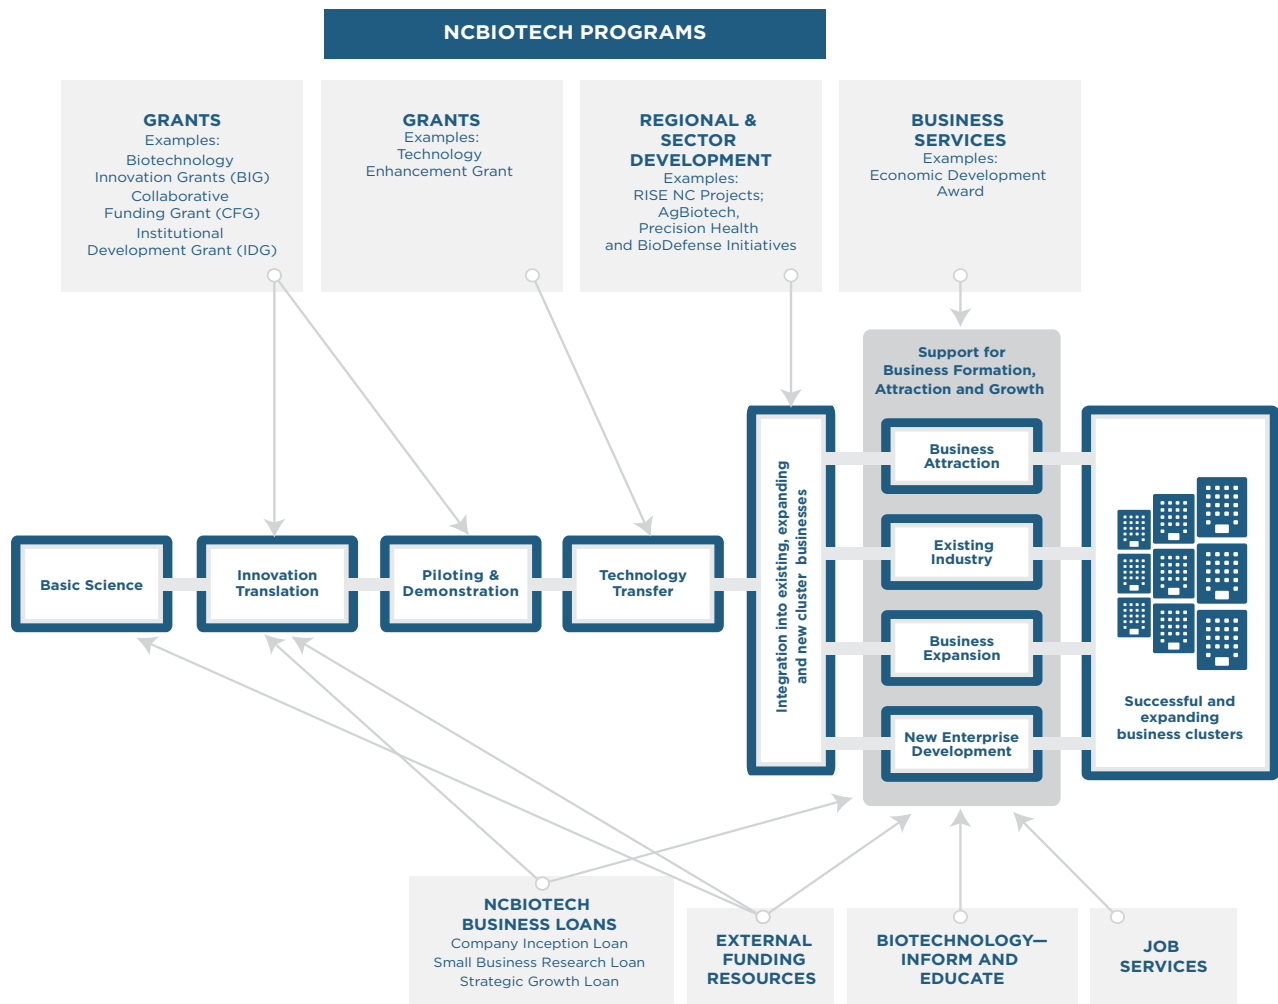 NCBIOTECH PROGRAMS
GRANTS
Examples:
Biotechnology
Innovation Grants (BIG)
Collaborative
Funding Grant (CFG)
Institutional
Development Grant (IDG)
GRANTS
Examples:
Technology
Enhancement Grant
REGIONAL &
SECTOR
DEVELOPMENT
Examples:
RISE NC Projects;
AgBiotech,
Precision Health
and BioDefense Initiatives
BUSINESS
SERVICES
Examples:
Economic Development
Award
Support for
Business Formation,
Attraction and Growth
Basic Science
Innovation
Translation
Piloting &
Demonstration
Technology
Transfer
Integration into existing, expanding
and new cluster businesses
Business
Attraction
Existing
Industry
Business
Expansion
New Enterprise
Development
Successful and
expanding
business clusters
NCBIOTECH
BUSINESS LOANS
Company Inception Loan
Small Business Research Loan
Strategic Growth Loan
EXTERNAL
FUNDING
RESOURCES
BIOTECHNOLOGY—
INFORM AND
EDUCATE
JOB
SERVICES